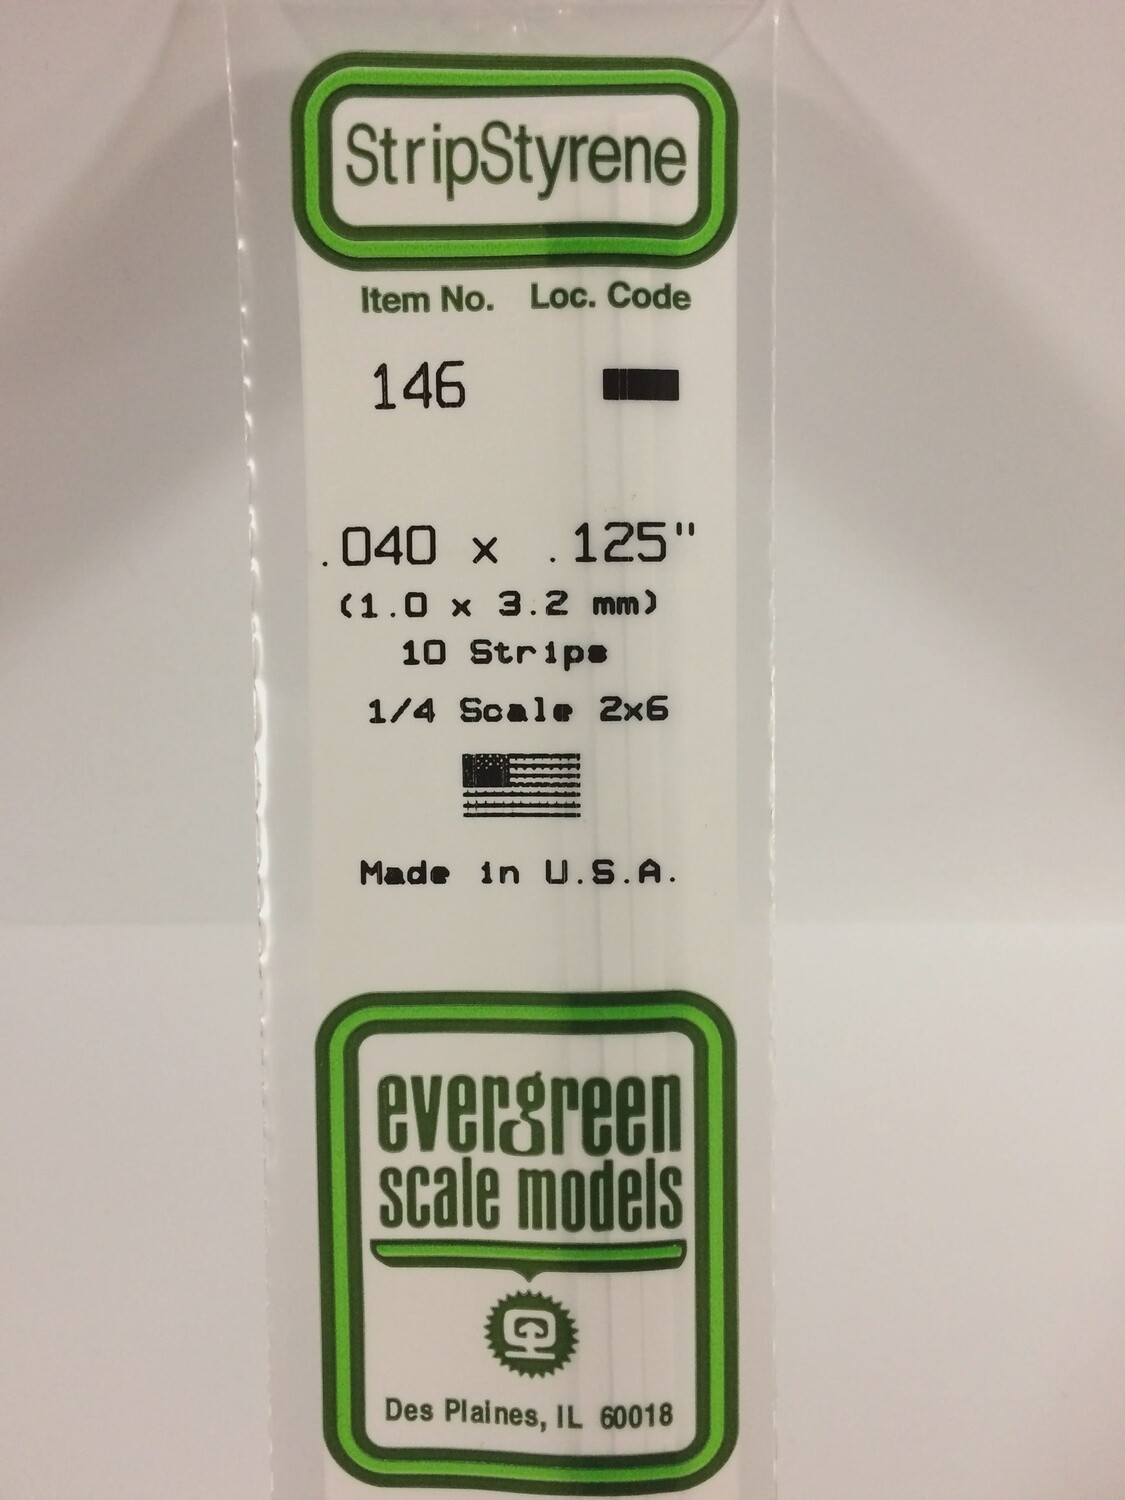 StripStyrene
Item No. Loc. Code
146
.040 x .125"
(1.0 x 3.2 mm)
10 Strips
1/4 Scale 2x6
Made in U.S.A.
evergreen
scale models
Des Plaines, IL 60018